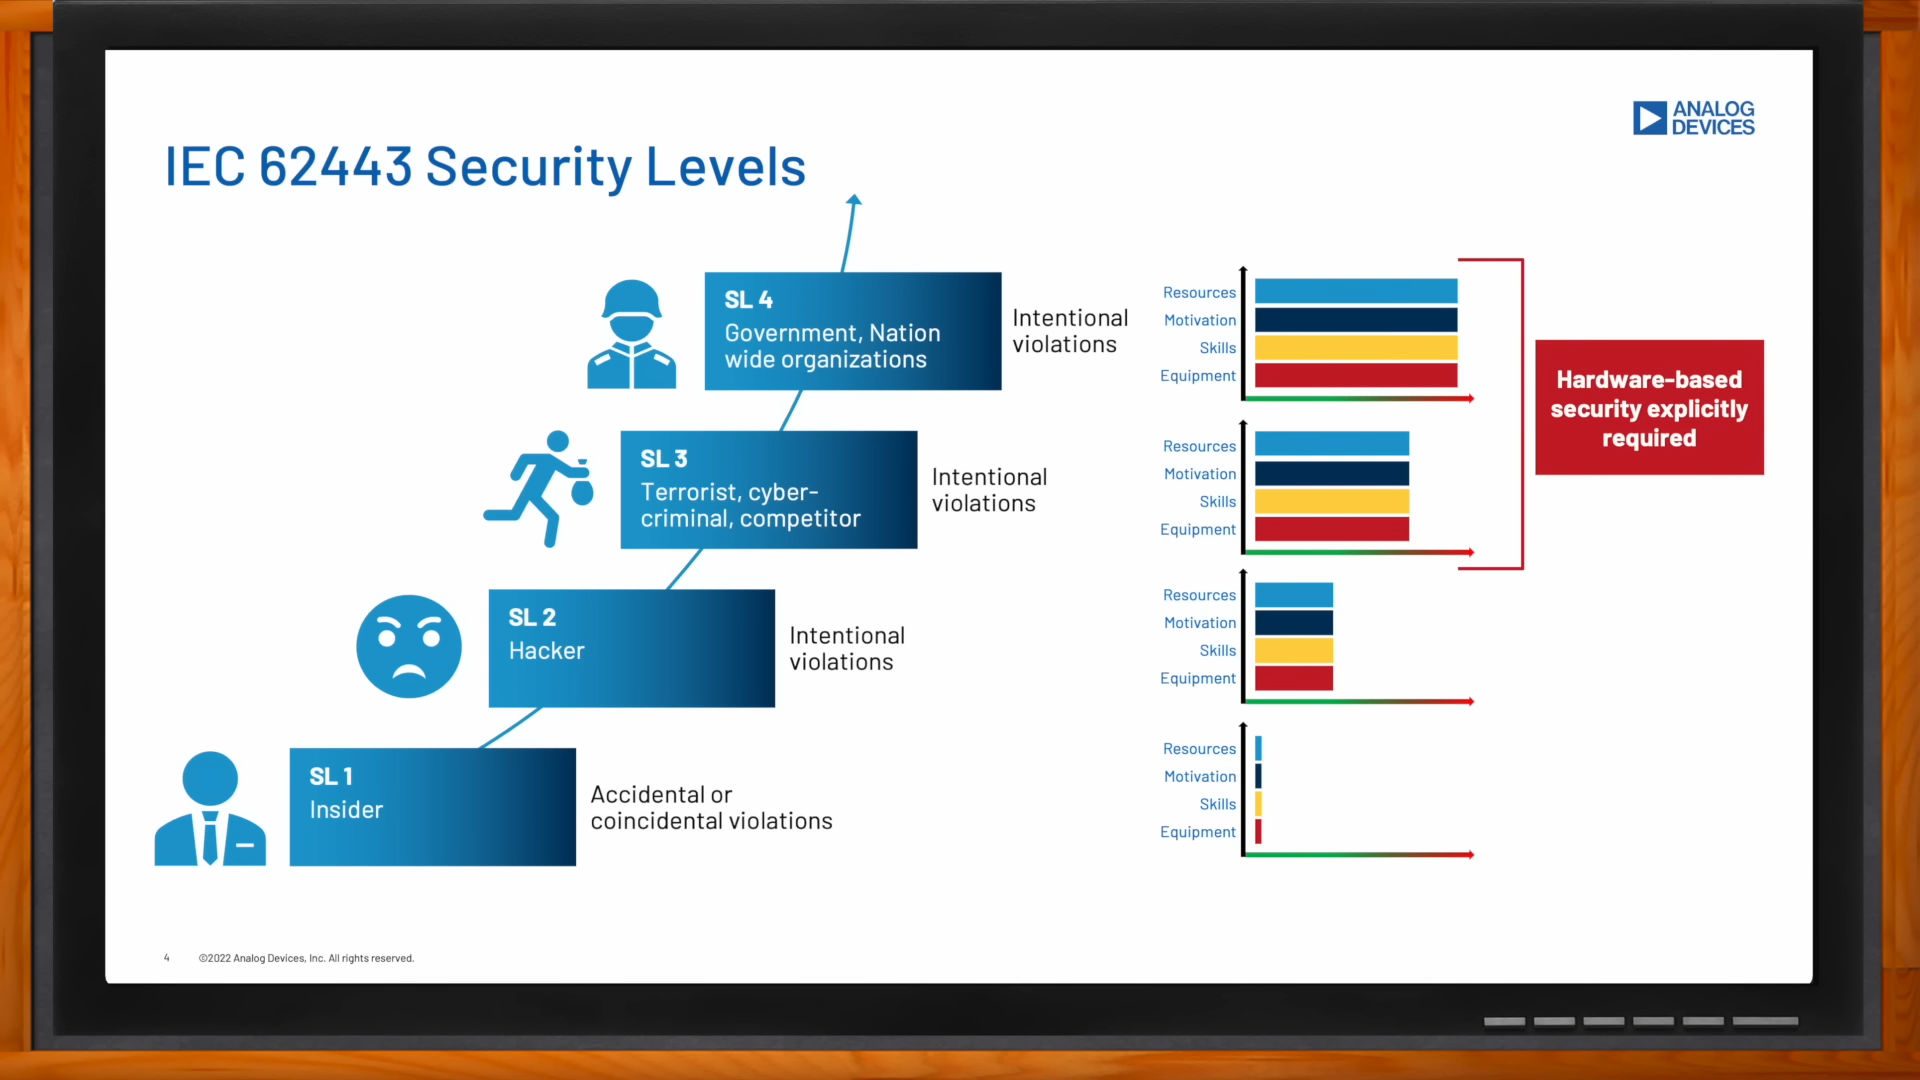 ANALOG
DEVICES
IEC 62443 Security Levels
SL 4
Government, Nation
wide organizations
Intentional
violations
Resources
Motivation
Skills
Equipment
Hardware-based
security explicitly
required
SL 3
Terrorist, cyber-
criminal, competitor
Intentional
violations
Resources
Motivation
Skills
Equipment
SL 2
Hacker
Intentional
violations
Resources
Motivation
Skills
Equipment
SL 1
Insider
Accidental or
coincidental violations
Resources
Motivation
Skills
Equipment
4 ©2022 Analog Devices, Inc. All rights reserved.